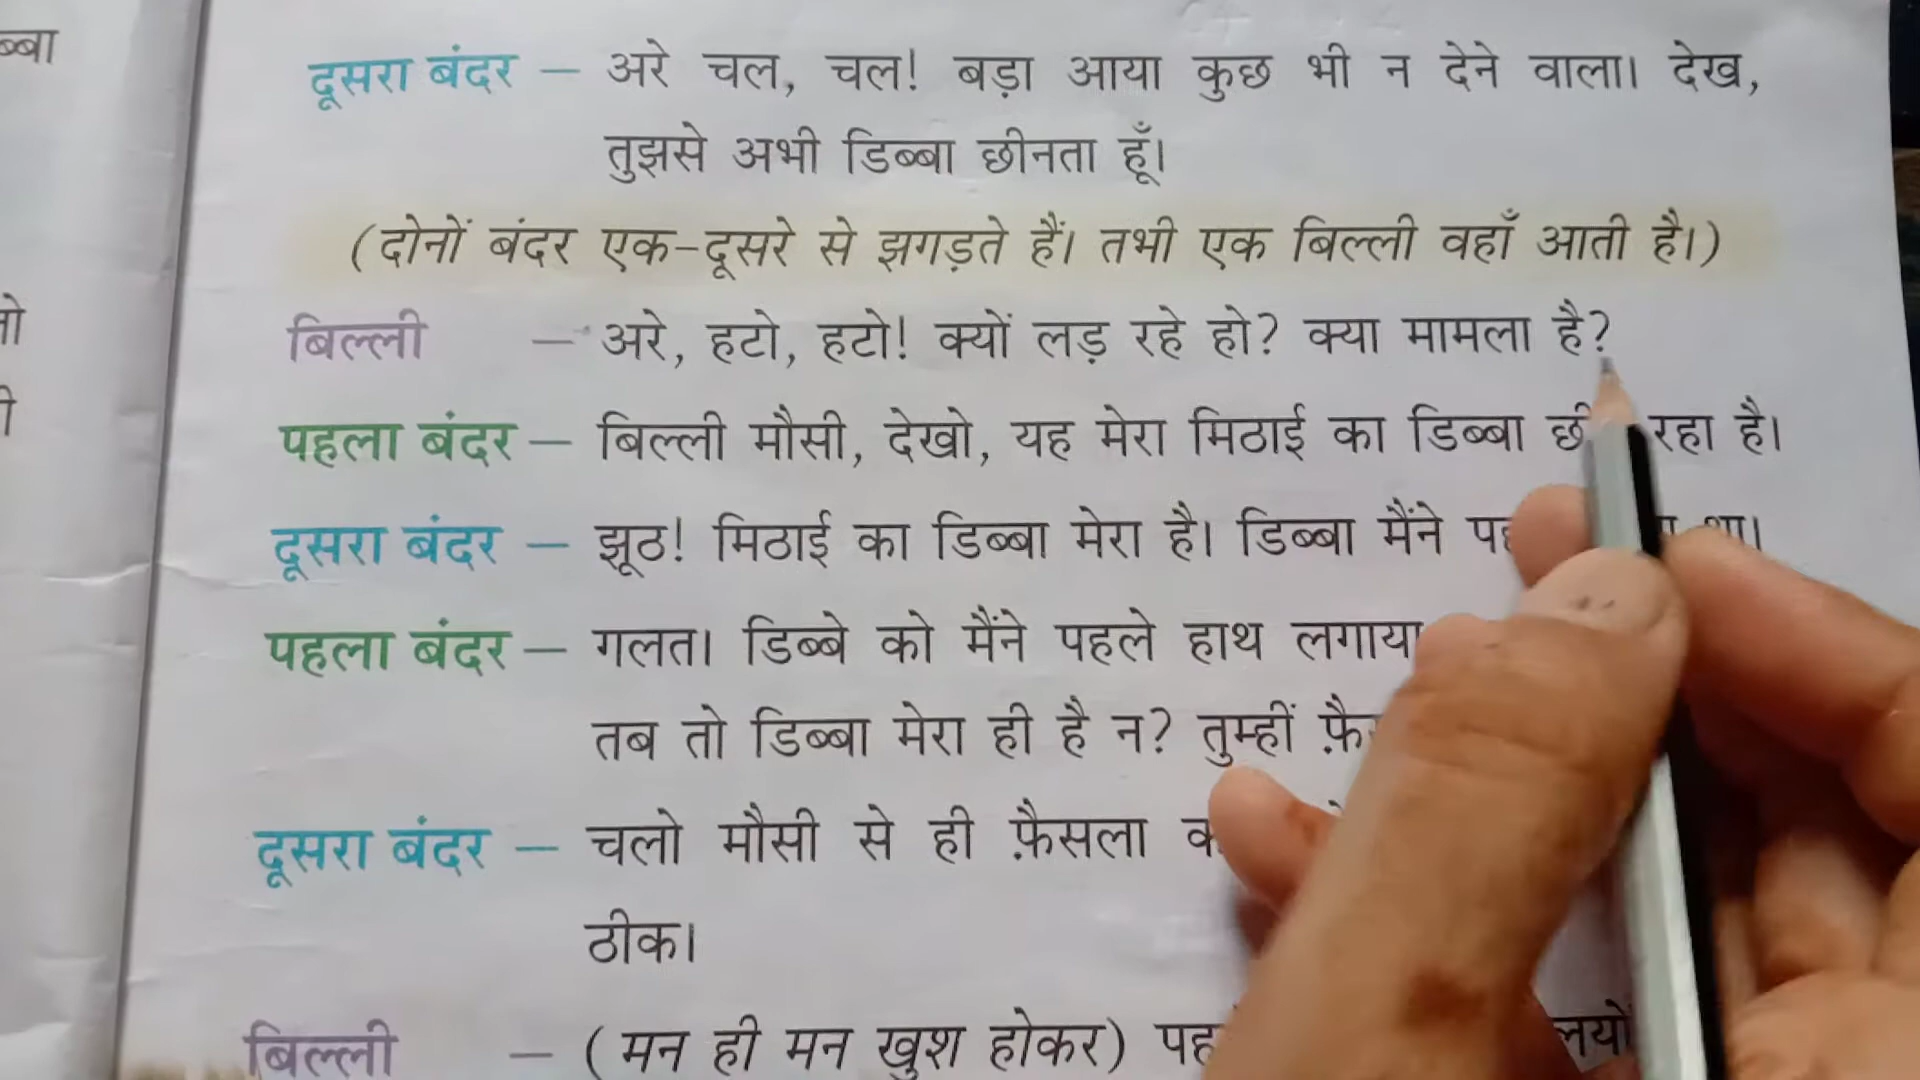 ब्बा
दूसरा बंदर – अरे चल, चल! बड़ा आया कुछ भी न देने वाला। देख,
तुझसे अभी डिब्बा छीनता हूँ।
(दोनों बंदर एक-दूसरे से झगड़ते हैं। तभी एक बिल्ली वहाँ आती है।)
बिल्ली – अरे, हटो, हटो! क्यों लड़ रहे हो? क्या मामला है?
पहला बंदर – बिल्ली मौसी, देखो, यह मेरा मिठाई का डिब्बा रहा है।
दूसरा बंदर – झूठ! मिठाई का डिब्बा मेरा है। डिब्बा मैंने था।
पहला बंदर – गलत। डिब्बे को मैंने पहले हाथ लगाया
तब तो डिब्बा मेरा ही है न? तुम्हीं
दूसरा बंदर – चलो मौसी से ही फ़ैसला
ठीक।
बिल्ली – (मन ही मन खुश होकर)